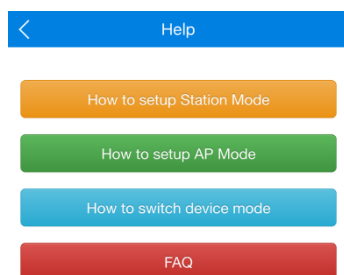 Help
How to setup Station Mode
How to setup AP Mode
How to switch device mode
FAQ